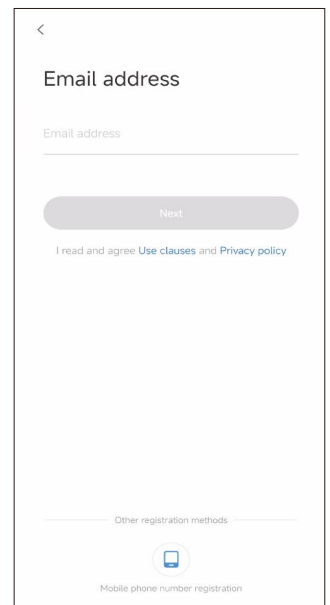 Email address
Email address
Next
I read and agree Use clauses and Privacy policy
Other registration methods
Mobile phone number registration